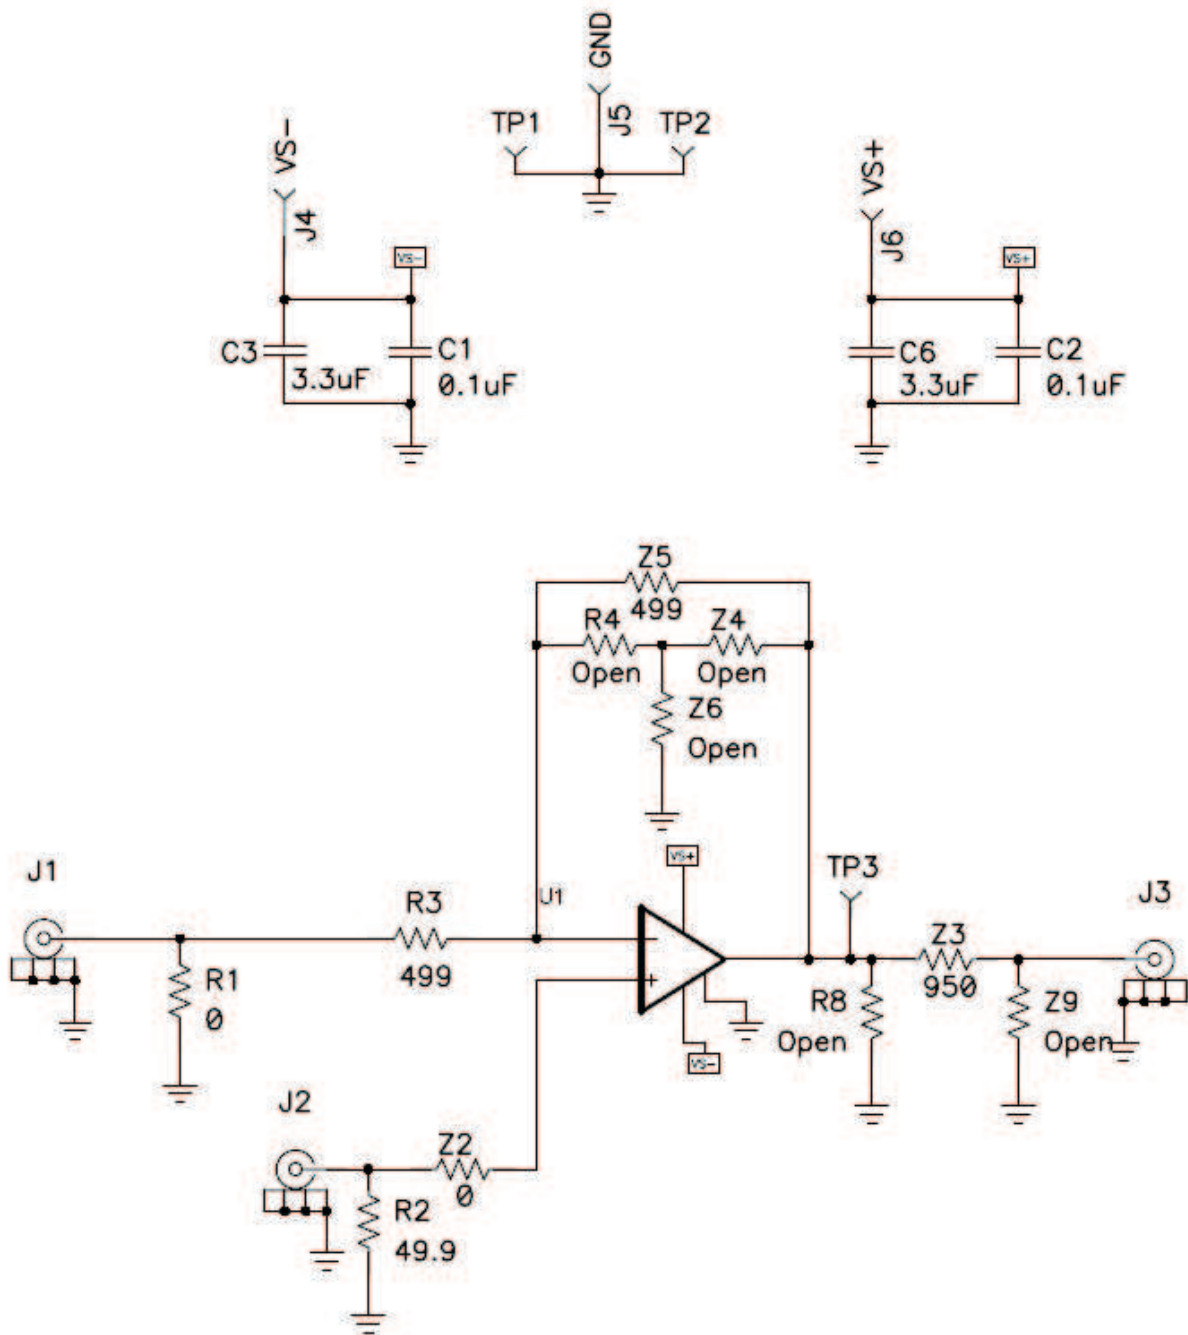 GND
J5
TP1
TP2
VS-
J4
VS-
C3
3.3uF
C1
0.1uF
VS+
J6
VS+
C6
3.3uF
C2
0.1uF
Z5
499
R4
Open
Z4
Open
Z6
Open
J1
R1
0
R3
499
U1
VS+
-
+
VS-
TP3
R8
Open
Z3
950
Z9
Open
J3
J2
Z2
0
R2
49.9